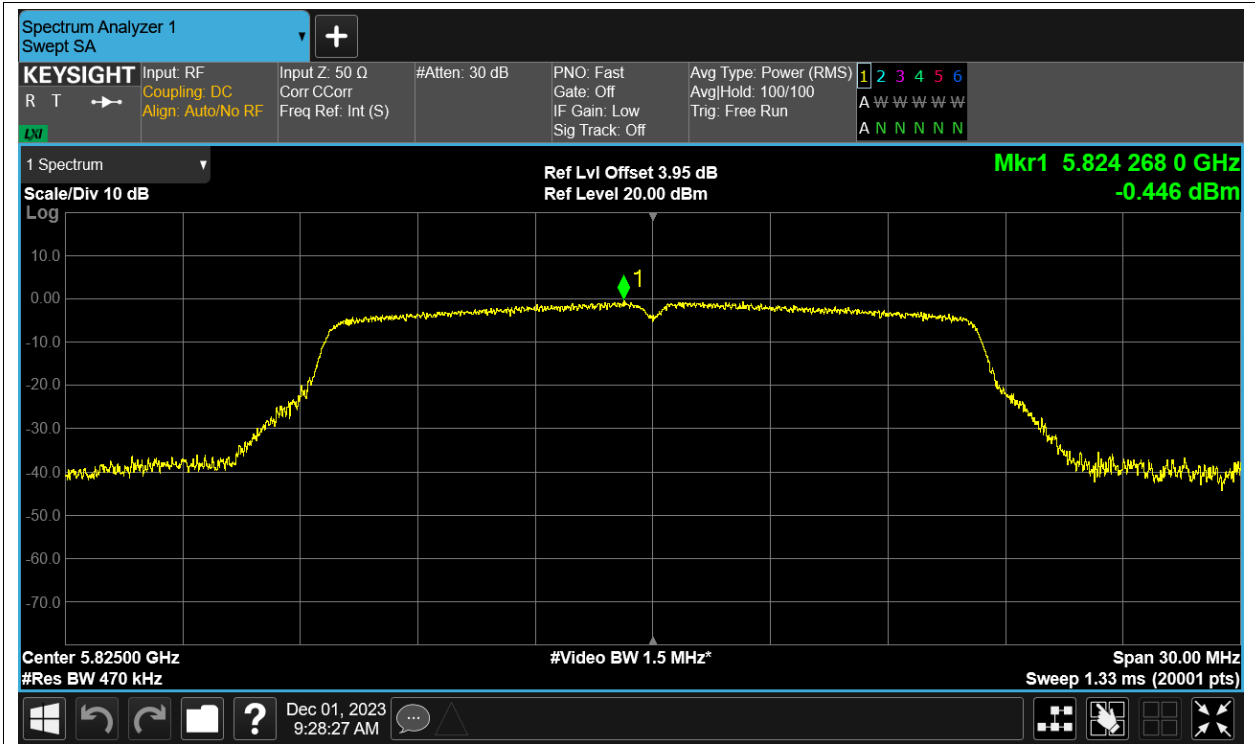 Spectrum Analyzer 1
Swept SA
KEYSIGHT
R T
LXI
Input: RF
Coupling: DC
Align: Auto/No RF
Input Z: 50 Ω
Corr CCorr
Freq Ref: Int (S)
#Atten: 30 dB
PNO: Fast
Gate: Off
IF Gain: Low
Sig Track: Off
Avg Type: Power (RMS)
Avg|Hold: 100/100
Trig: Free Run
1 2 3 4 5 6
A W W W W W
A N N N N N
1 Spectrum
Scale/Div 10 dB
Log
Ref Lvl Offset 3.95 dB
Ref Level 20.00 dBm
Mkr1 5.824 268 0 GHz
-0.446 dBm
1
10.0
0.00
-10.0
-20.0
-30.0
-40.0
-50.0
-60.0
-70.0
Center 5.82500 GHz
#Res BW 470 kHz
#Video BW 1.5 MHz*
Span 30.00 MHz
Sweep 1.33 ms (20001 pts)
Dec 01, 2023
9:28:27 AM